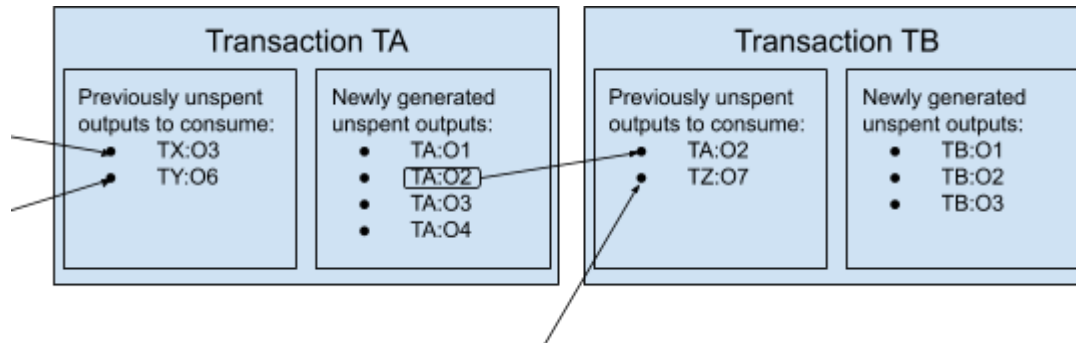 Transaction TA
Previously unspent
outputs to consume:
TX:O3
TY:O6
Newly generated
unspent outputs:
TA:O1
TA:O2
TA:O3
TA:O4
Transaction TB
Previously unspent
outputs to consume:
TA:O2
TZ:O7
Newly generated
unspent outputs:
TB:O1
TB:O2
TB:O3